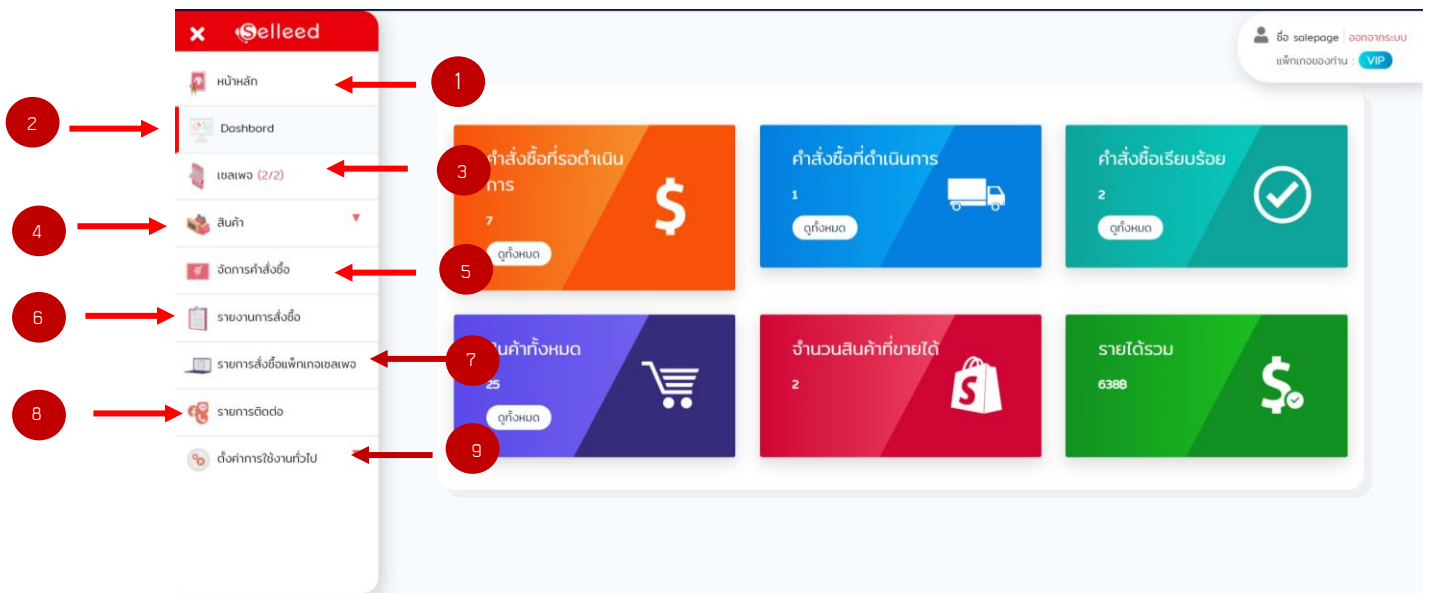 Selleed
ชื่อ salepage ออกจากระบบ
แพ็กเกจของท่าน : VIP
1
หน้าหลัก
2
Dashbord
3
เซลเพจ (2/2)
4
สินค้า
5
จัดการคำสั่งซื้อ
6
รายงานการสั่งซื้อ
7
รายการสั่งซื้อแพ็กเกจเซลเพจ
8
รายการติดต่อ
9
ตั้งค่าการใช้งานทั่วไป
คำสั่งซื้อที่รอดำเนิน
การ
7
ดูทั้งหมด
คำสั่งซื้อที่ดำเนินการ
1
ดูทั้งหมด
คำสั่งซื้อเรียบร้อย
2
ดูทั้งหมด
สินค้าทั้งหมด
25
ดูทั้งหมด
จำนวนสินค้าที่ขายได้
2
รายได้รวม
638฿